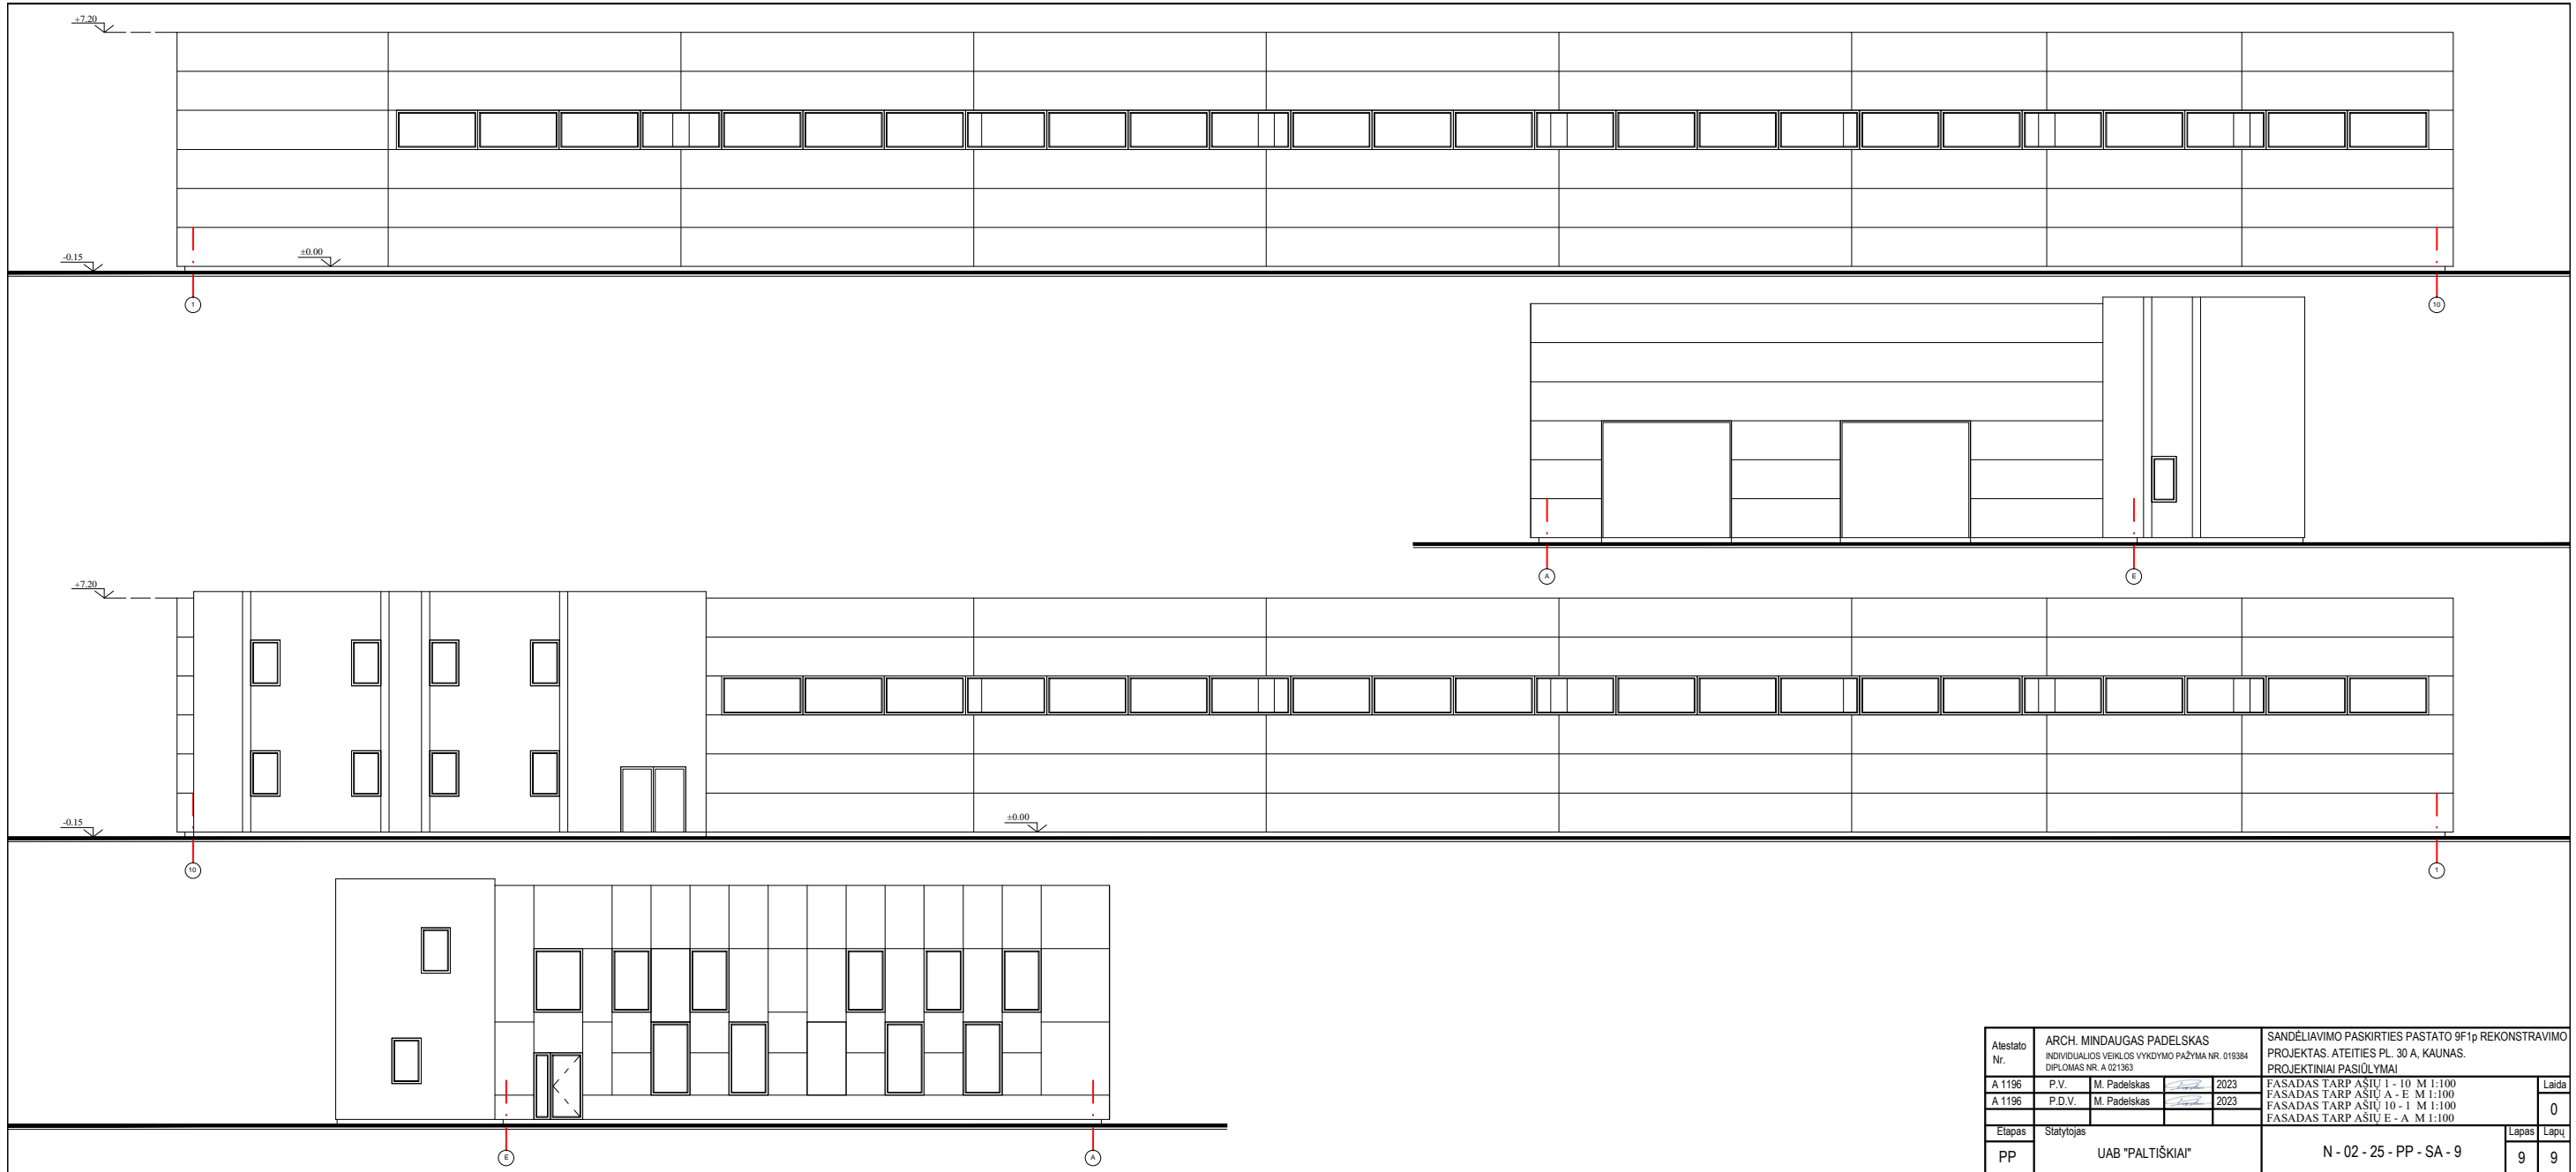 +7.20
-0.15
±0.00
1
10
A
E
+7.20
-0.15
±0.00
10
1
E
A
Atestato Nr.
ARCH. MINDAUGAS PADELSKAS
INDIVIDUALIOS VEIKLOS VYKDYMO PAŽYMA NR. 019384
DIPLOMAS NR. A 021363
SANDĖLIAVIMO PASKIRTIES PASTATO 9F1p REKONSTRAVIMO
PROJEKTAS. ATEITIES PL. 30 A, KAUNAS.
PROJEKTINIAI PASIŪLYMAI
A 1196 P.V. M. Padelskas 2023
A 1196 P.D.V. M. Padelskas 2023
FASADAS TARP AŠIŲ 1 - 10 M 1:100
FASADAS TARP AŠIŲ A - E M 1:100
FASADAS TARP AŠIŲ 10 - 1 M 1:100
FASADAS TARP AŠIŲ E - A M 1:100
Laida
0
Etapas
PP
Statytojas
UAB "PALTIŠKIAI"
N - 02 - 25 - PP - SA - 9
Lapas Lapų
9 9